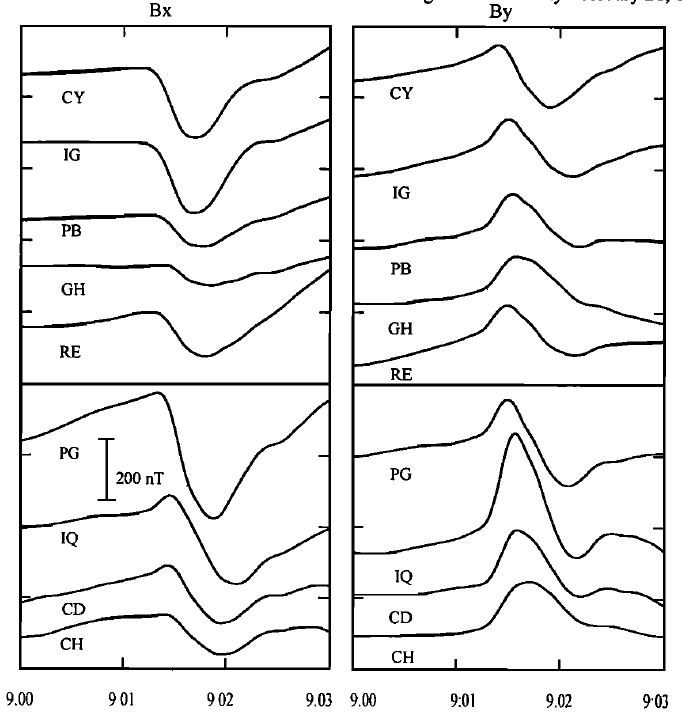 Bx
By
CY
IG
PB
GH
RE
PG
200 nT
IQ
CD
CH
9.00 9 01 9 02 9.03
CY
IG
PB
GH
RE
PG
IQ
CD
CH
9.00 9:01 9.02 9:03